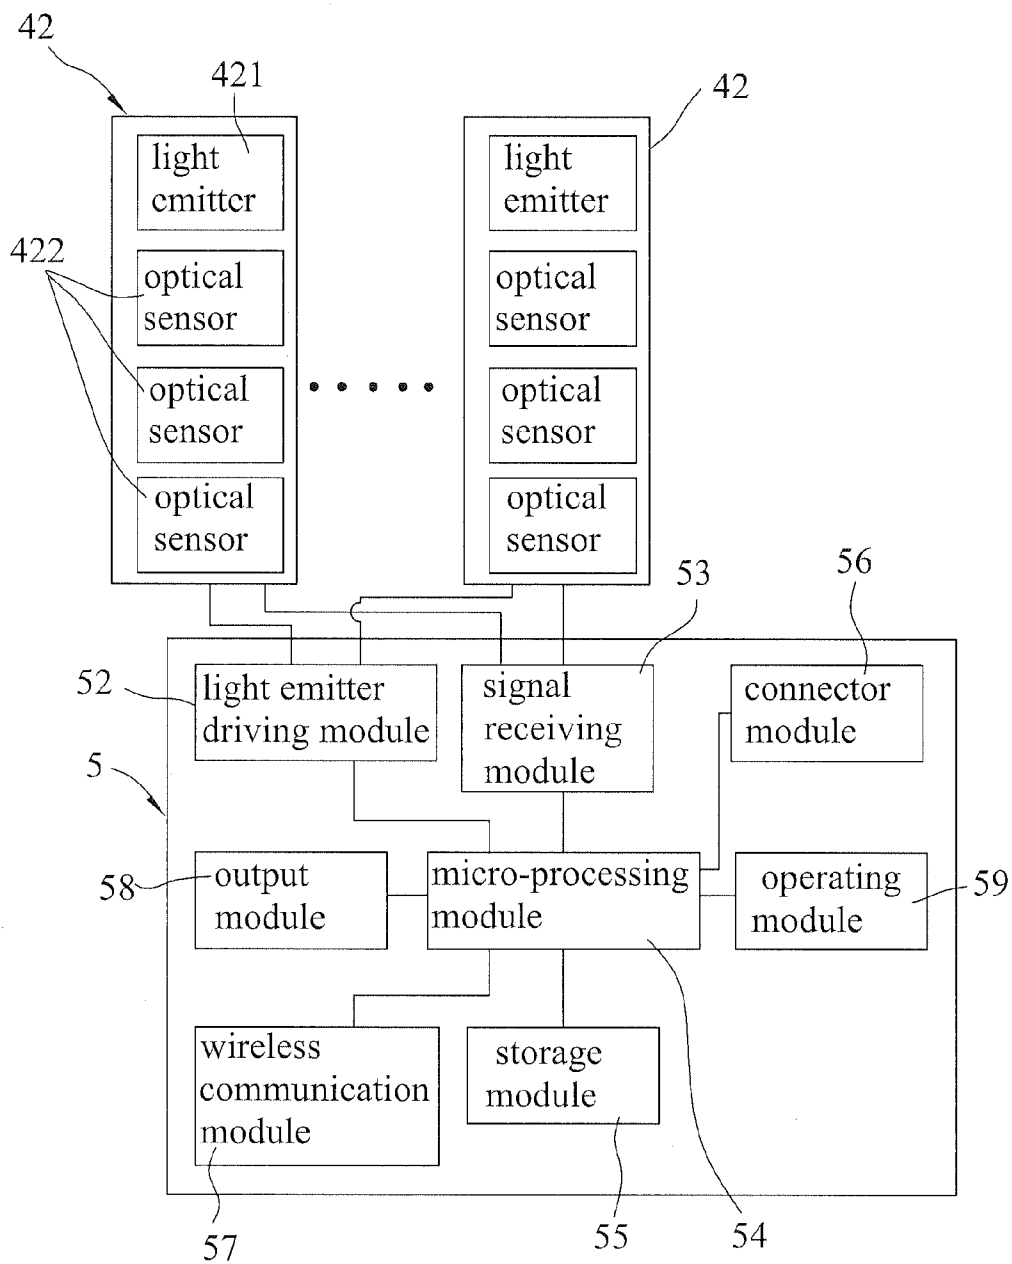 42
421
42
light
emitter
light
emitter
422
optical
sensor
optical
sensor
optical
sensor
optical
sensor
optical
sensor
optical
sensor
53
56
52
light emitter
driving module
signal
receiving
module
connector
module
5
58
output
module
micro-processing
module
operating
module
59
wireless
communication
module
storage
module
57
55
54